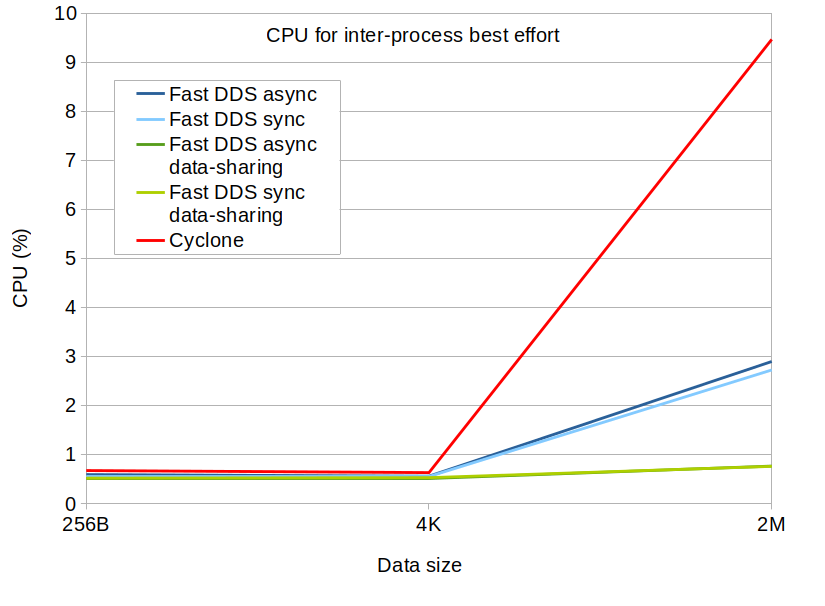 CPU for inter-process best effort
10
9
8
7
6
5
4
3
2
1
0
CPU (%)
Fast DDS async
Fast DDS sync
Fast DDS async
data-sharing
Fast DDS sync
data-sharing
Cyclone
256B
4K
2M
Data size